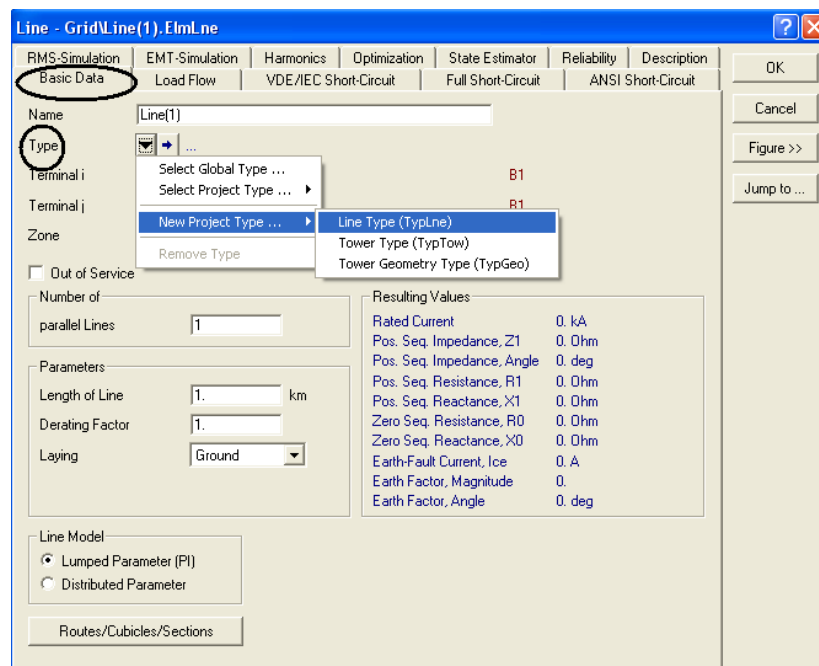 Line - Grid\Line(1).ElmLne
RMS-Simulation EMT-Simulation Harmonics Optimization State Estimator Reliability Description
Basic Data Load Flow VDE/IEC Short-Circuit Full Short-Circuit ANSI Short-Circuit
OK
Cancel
Figure >>
Jump to ...
Name Line(1)
Type ...
Terminal i B1
Terminal j B1
Zone
Select Global Type ...
Select Project Type ...
New Project Type ...
Remove Type
Line Type (TypLne)
Tower Type (TypTow)
Tower Geometry Type (TypGeo)
Out of Service
Number of
parallel Lines 1
Parameters
Length of Line 1. km
Derating Factor 1.
Laying Ground
Resulting Values
Rated Current 0. kA
Pos. Seq. Impedance, Z1 0. Ohm
Pos. Seq. Impedance, Angle 0. deg
Pos. Seq. Resistance, R1 0. Ohm
Pos. Seq. Reactance, X1 0. Ohm
Zero Seq. Resistance, R0 0. Ohm
Zero Seq. Reactance, X0 0. Ohm
Earth-Fault Current, Ice 0. A
Earth Factor, Magnitude 0.
Earth Factor, Angle 0. deg
Line Model
Lumped Parameter (PI)
Distributed Parameter
Routes/Cubicles/Sections